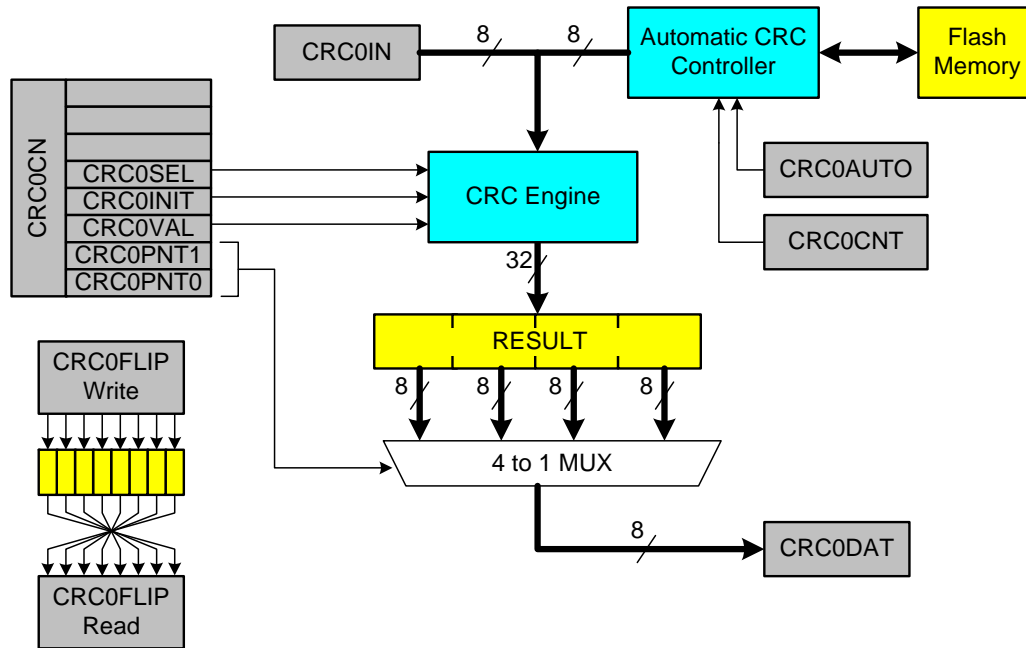 CRC0IN
8
8
Automatic CRC
Controller
Flash
Memory
CRC0CN
CRC0SEL
CRC0INIT
CRC0VAL
CRC0PNT1
CRC0PNT0
CRC Engine
CRC0AUTO
CRC0CNT
32
RESULT
8
8
8
8
4 to 1 MUX
8
CRC0DAT
CRC0FLIP
Write
CRC0FLIP
Read